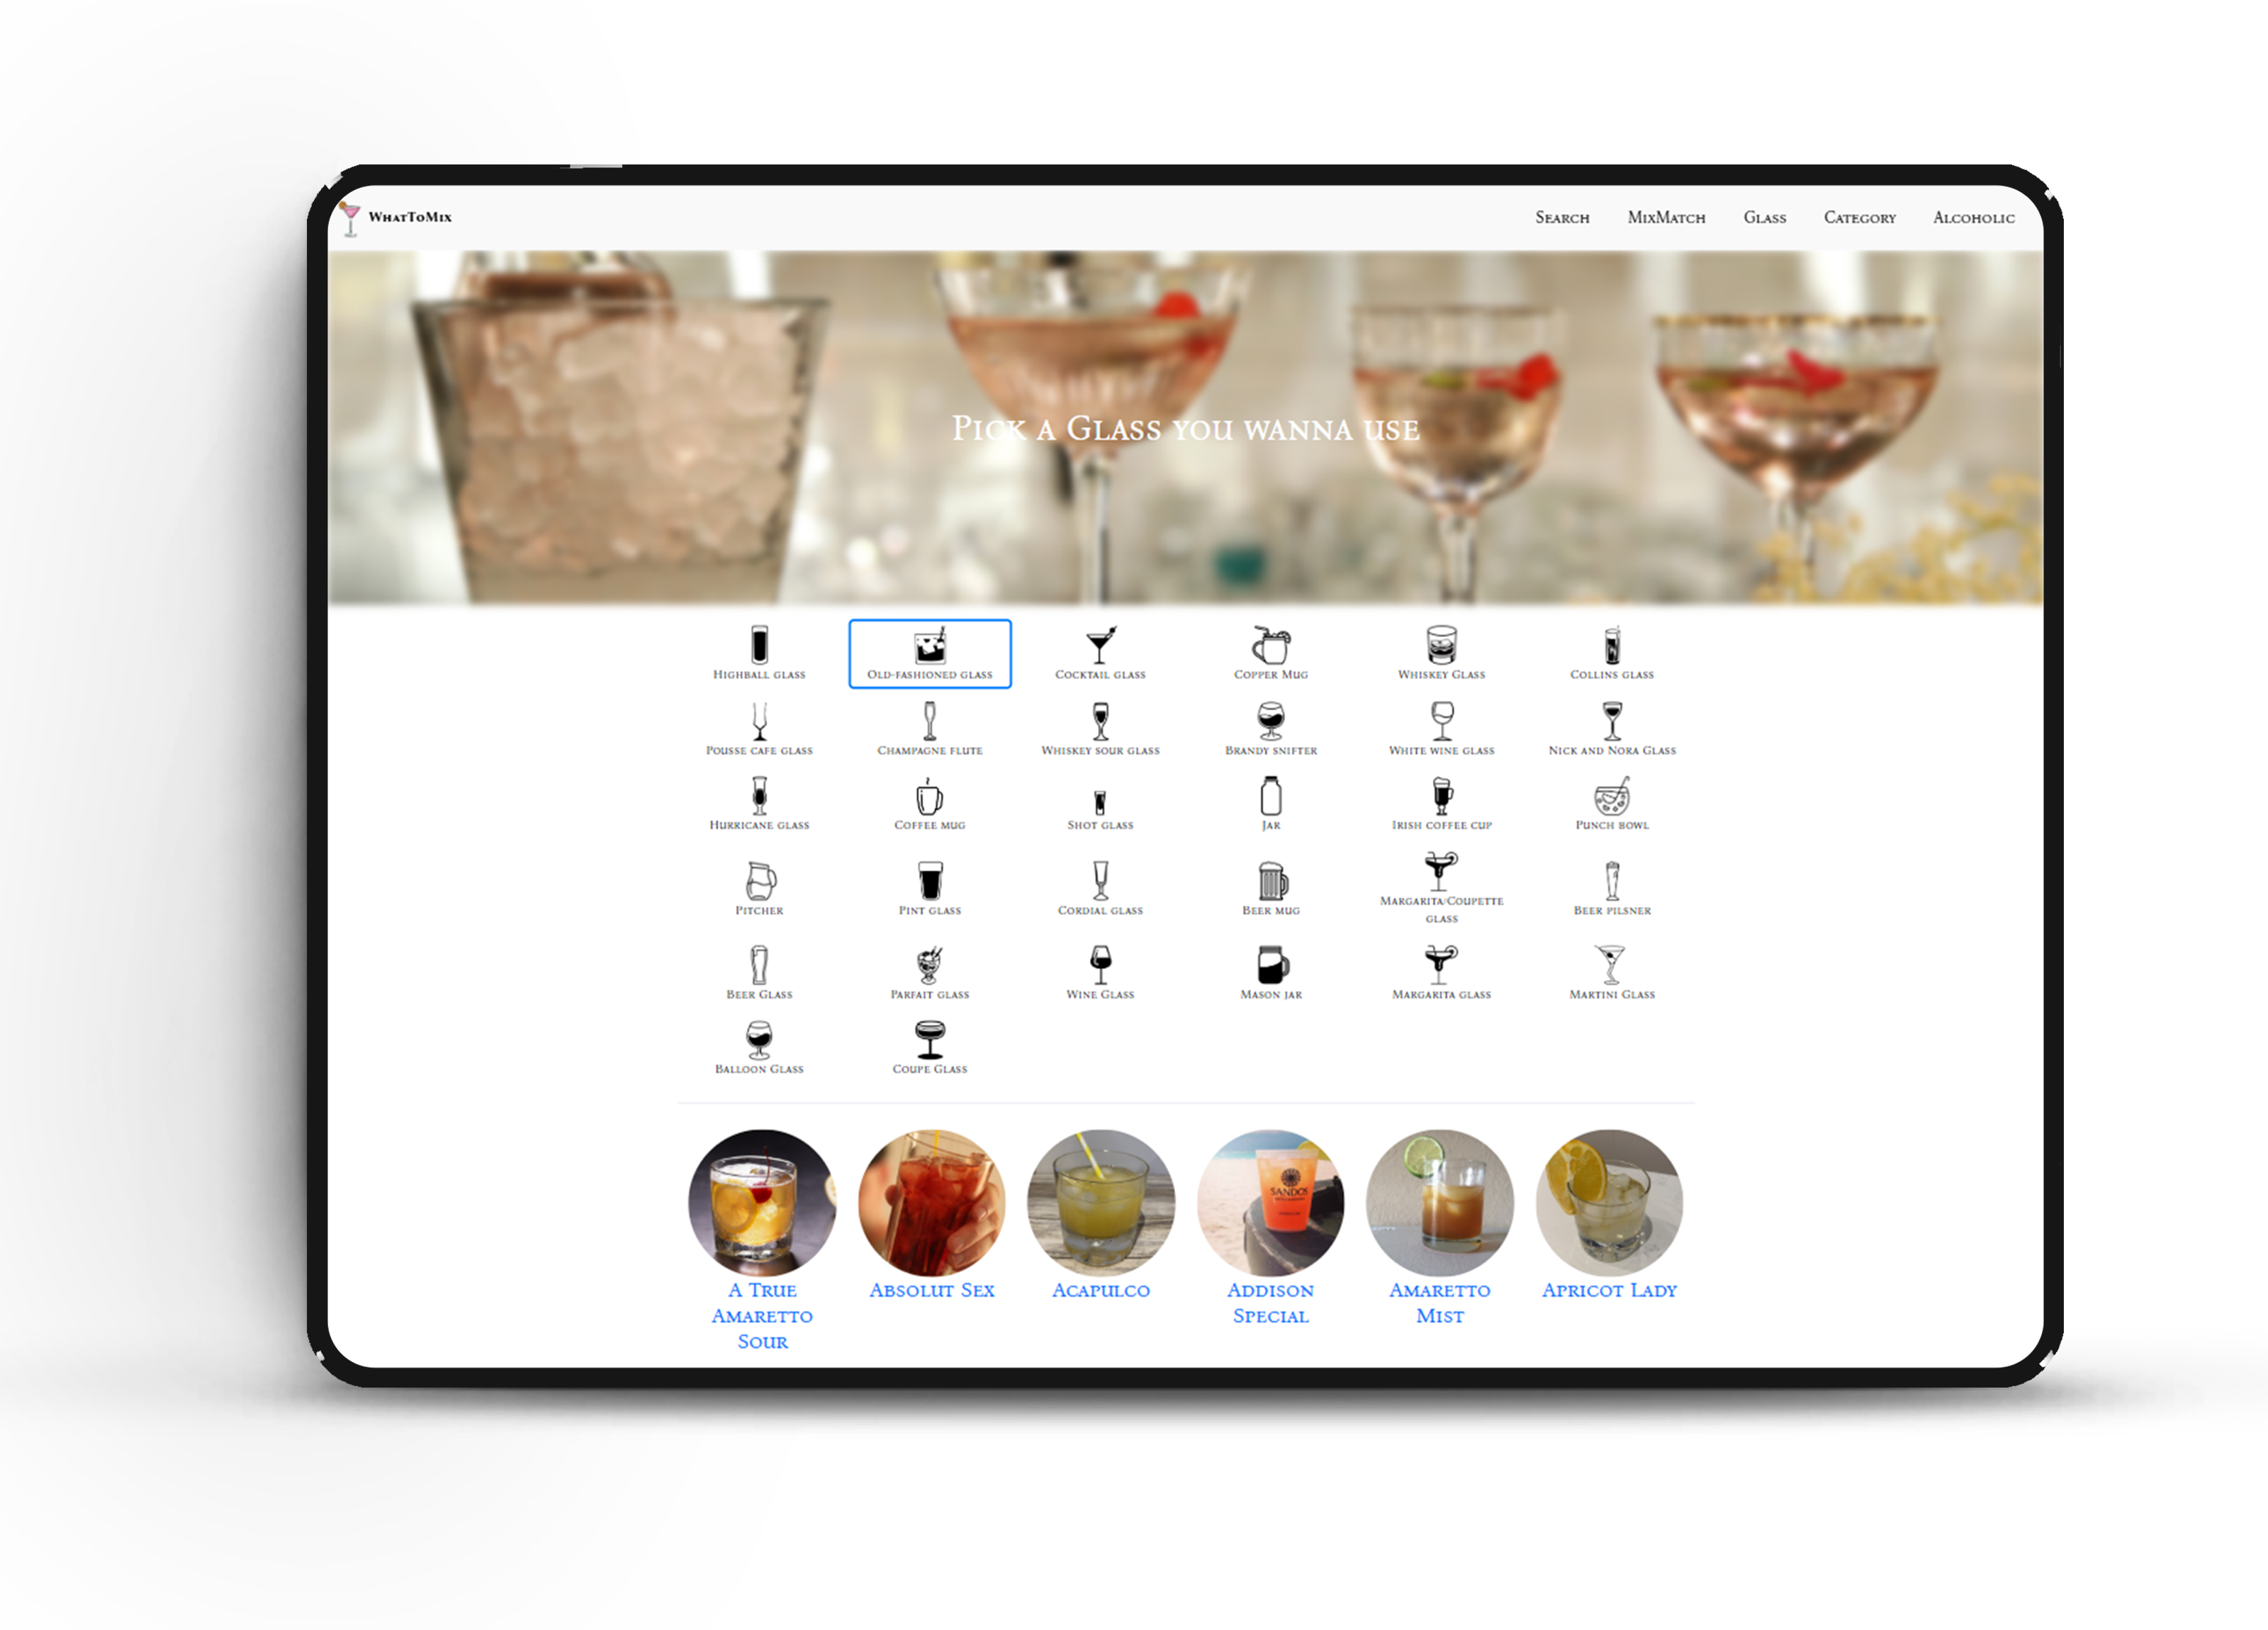 WhatToMix
Search MixMatch Glass Category Alcoholic
Pick a Glass you wanna use
Highball glass Old-fashioned glass Cocktail glass Copper Mug Whiskey Glass Collins glass
Pousse cafe glass Champagne flute Whiskey sour glass Brandy snifter White wine glass Nick and Nora Glass
Hurricane glass Coffee mug Shot glass Jar Irish coffee cup Punch bowl
Pitcher Pint glass Cordial glass Beer mug Margarita/Coupette glass Beer pilsner
Beer Glass Parfait glass Wine Glass Mason jar Margarita glass Martini Glass
Balloon Glass Coupe Glass
SANDOS
A True Amaretto Sour
Absolut Sex
Acapulco
Addison Special
Amaretto Mist
Apricot Lady